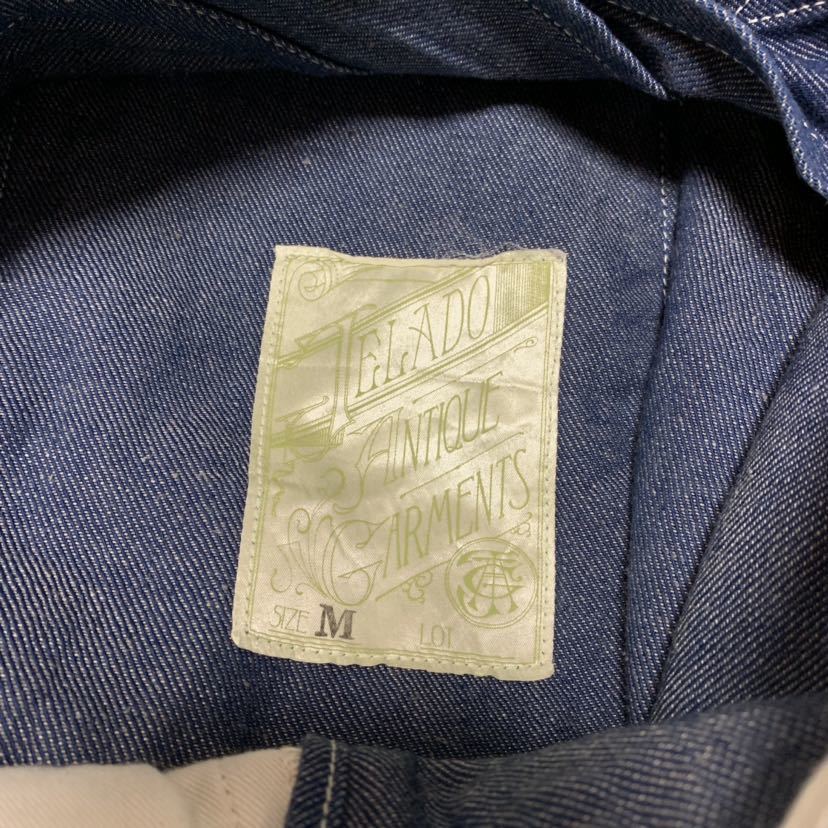 TELADO
ANTIQUE
GARMENTS
SIZE M
LOT